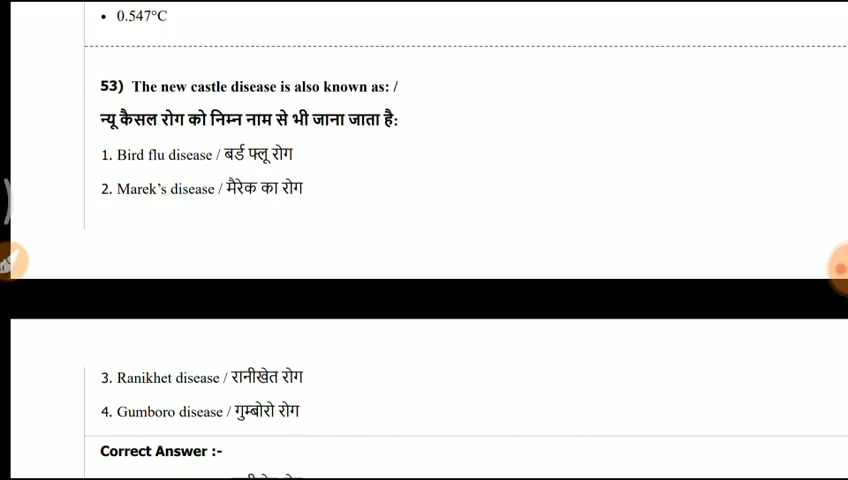 • 0.547°C
53) The new castle disease is also known as: /
न्यू कैसल रोग को निम्न नाम से भी जाना जाता है:
1. Bird flu disease / बर्ड फ्लू रोग
2. Marek's disease / मैरेक का रोग
3. Ranikhet disease / रानीखेत रोग
4. Gumboro disease / गुम्बोरो रोग
Correct Answer :-